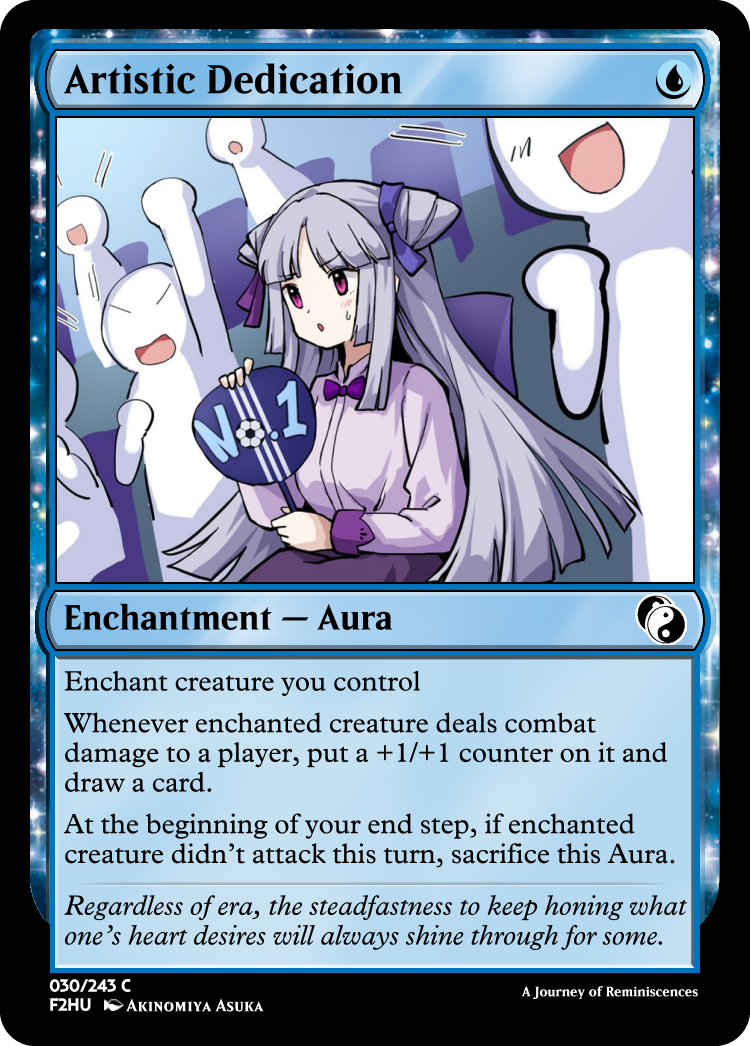 Artistic Dedication
No.1
Enchantment — Aura
Enchant creature you control
Whenever enchanted creature deals combat
damage to a player, put a +1/+1 counter on it and
draw a card.
At the beginning of your end step, if enchanted
creature didn't attack this turn, sacrifice this Aura.
Regardless of era, the steadfastness to keep honing what
one's heart desires will always shine through for some.
030/243 C
F2HU Akinomiya Asuka
A Journey of Reminiscences